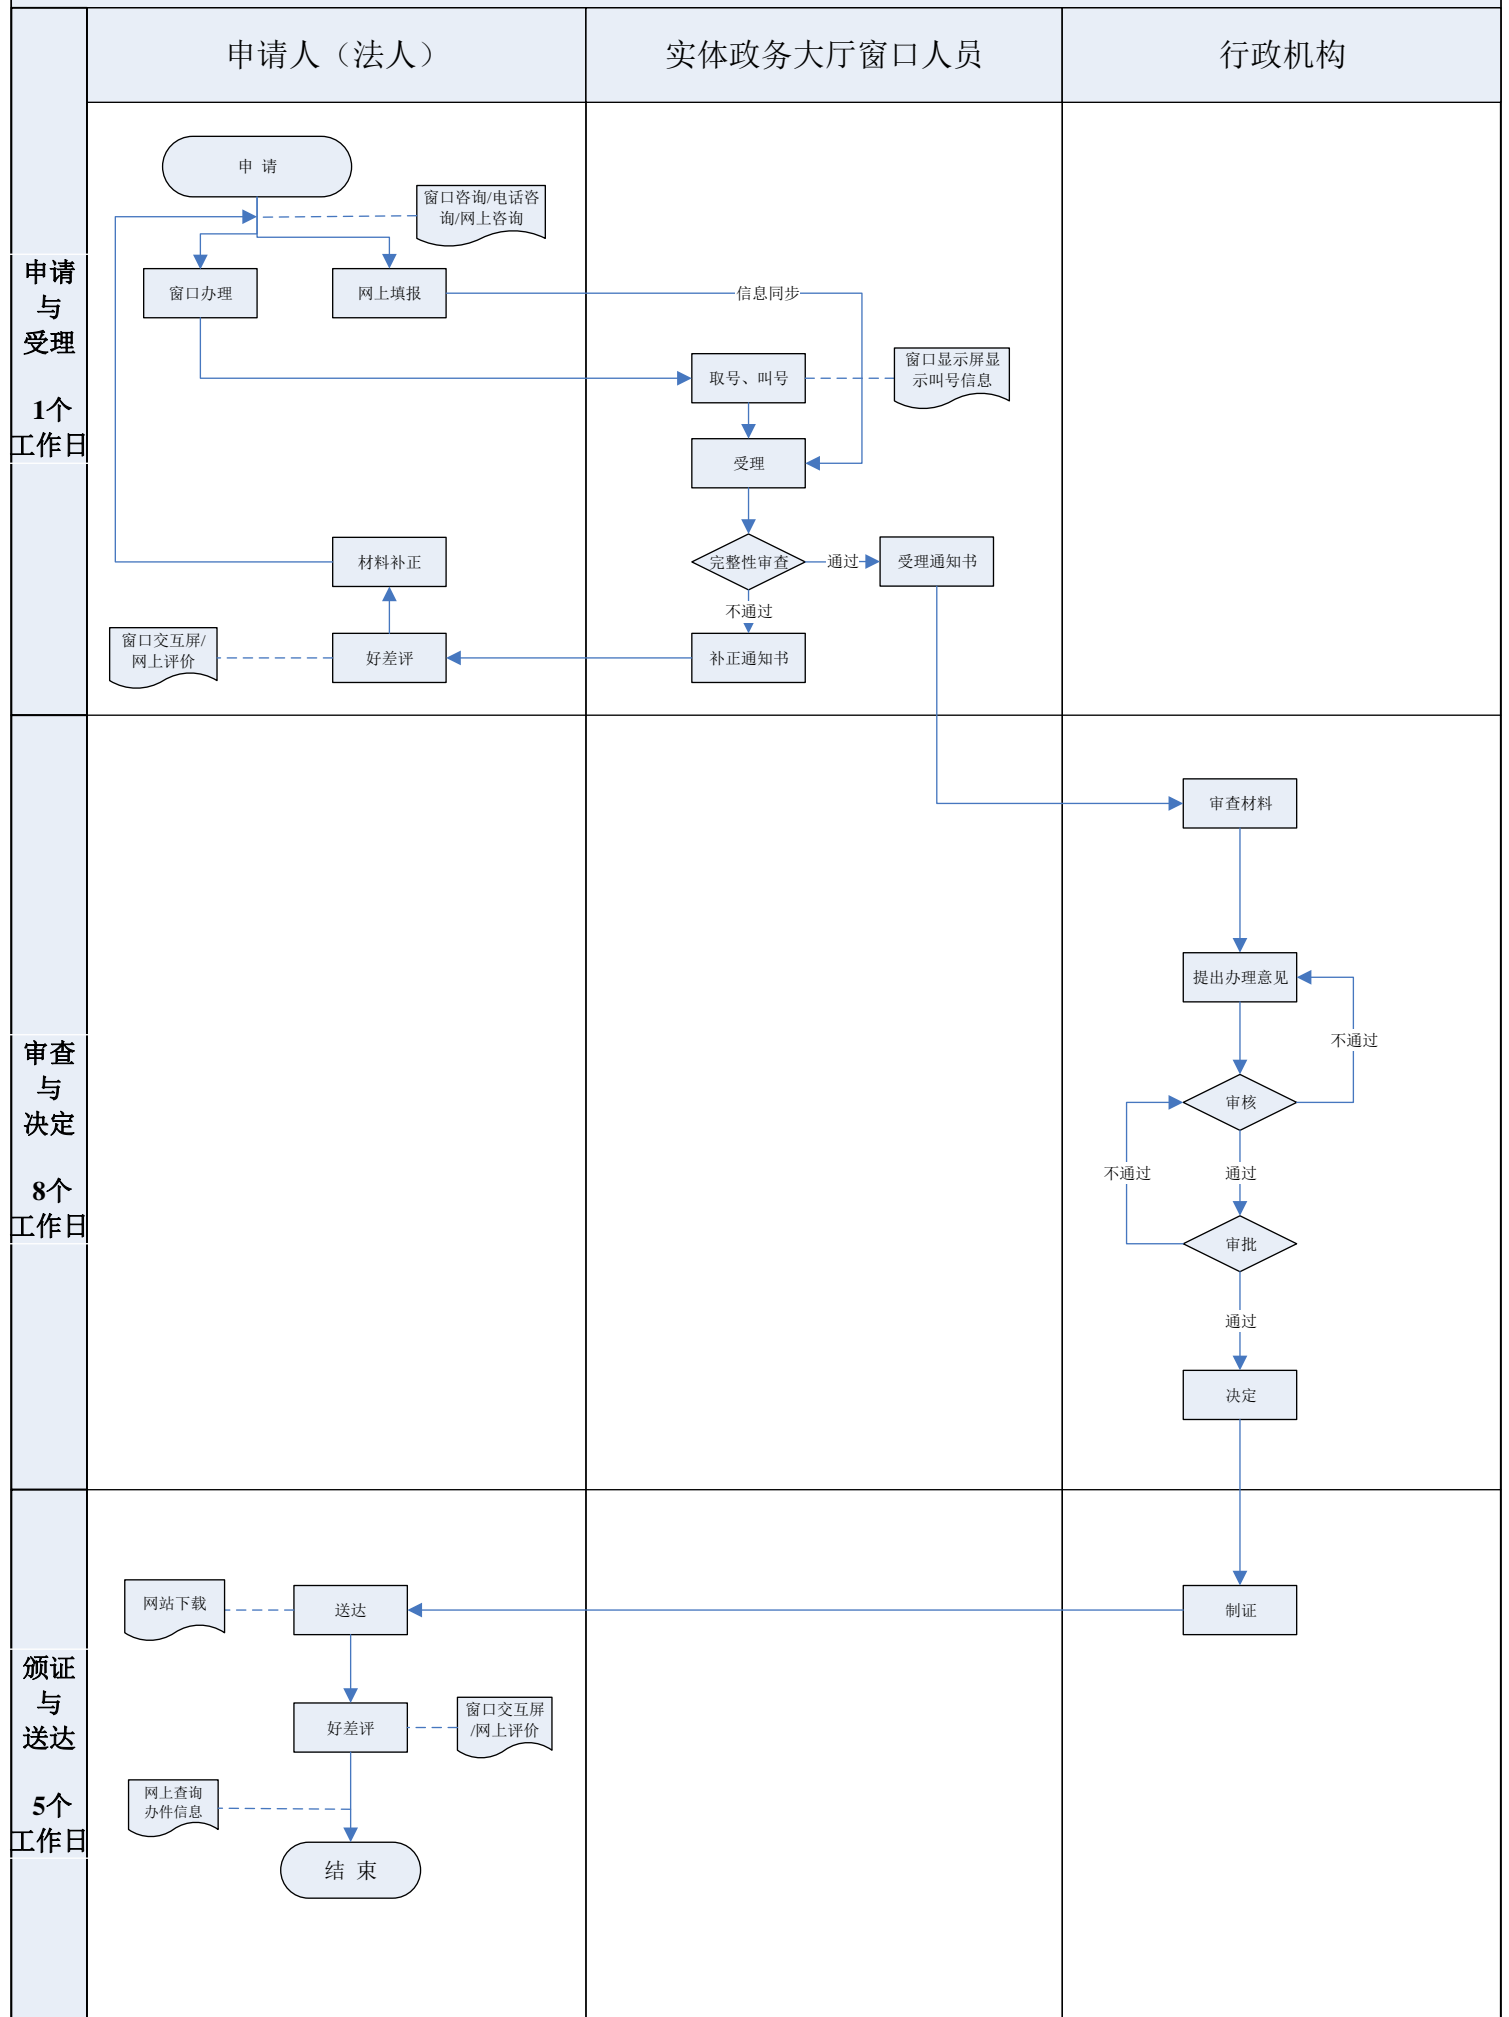 申请人（法人）
实体政务大厅窗口人员
行政机构
申请
与
受理
1个
工作日
申 请
窗口咨询/电话咨
询/网上咨询
窗口办理
网上填报
信息同步
取号、叫号
窗口显示屏显
示叫号信息
受理
材料补正
完整性审查
通过
受理通知书
不通过
窗口交互屏/
网上评价
好差评
补正通知书
审查
与
决定
8个
工作日
审查材料
提出办理意见
不通过
审核
不通过
通过
审批
通过
决定
颁证
与
送达
5个
工作日
网站下载
送达
制证
好差评
窗口交互屏
/网上评价
网上查询
办件信息
结 束